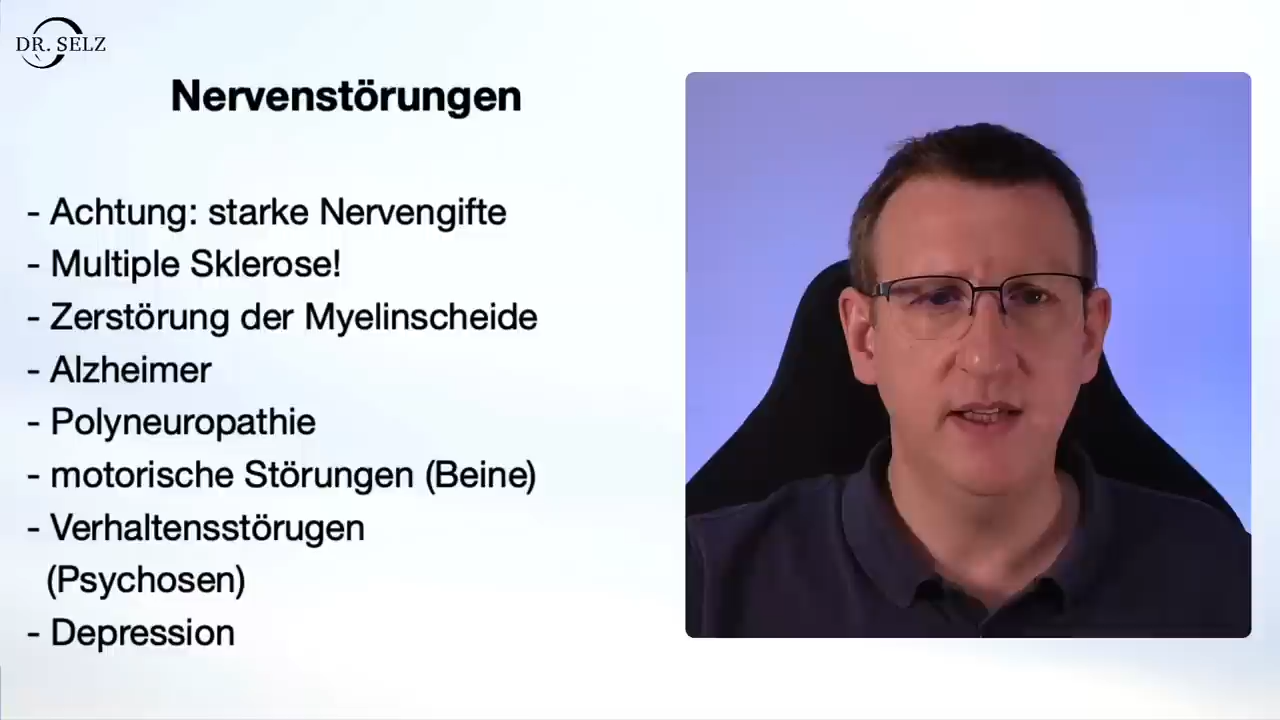 DR. SELZ
Nervenstörungen
- Achtung: starke Nervengifte
- Multiple Sklerose!
- Zerstörung der Myelinscheide
- Alzheimer
- Polyneuropathie
- motorische Störungen (Beine)
- Verhaltensstörugen
(Psychosen)
- Depression